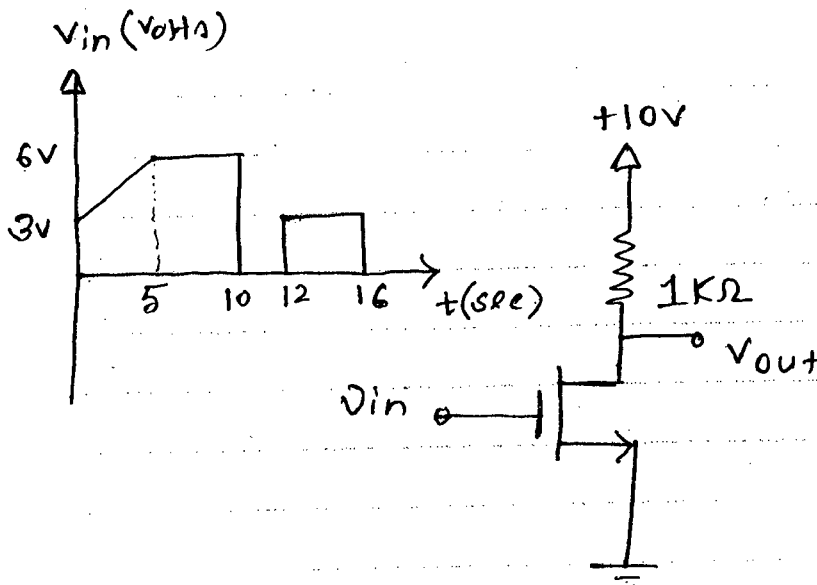 Vin (volts)
6V
3V
5 10 12 16 t(sec)
+10V
1KΩ
Vout
Vin